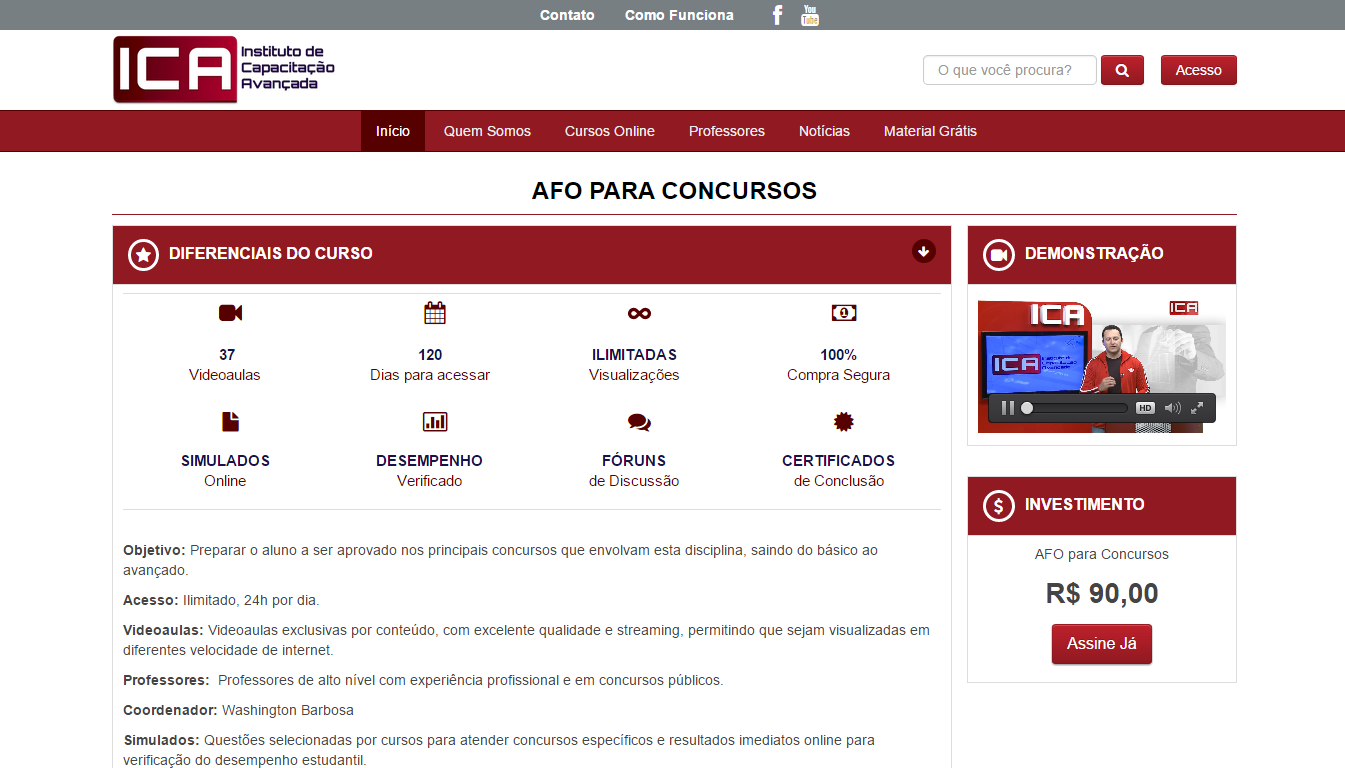 Contato Como Funciona You Tube
ICA Instituto de
Capacitação
Avançada
O que você procura? Acesso
Início Quem Somos Cursos Online Professores Notícias Material Grátis
AFO PARA CONCURSOS
DIFERENCIAIS DO CURSO
37 120 ILIMITADAS 100%
Videoaulas Dias para acessar Visualizações Compra Segura
SIMULADOS DESEMPENHO FÓRUNS CERTIFICADOS
Online Verificado de Discussão de Conclusão
Objetivo: Preparar o aluno a ser aprovado nos principais concursos que envolvam esta disciplina, saindo do básico ao
avançado.
Acesso: Ilimitado, 24h por dia.
Videoaulas: Videoaulas exclusivas por conteúdo, com excelente qualidade e streaming, permitindo que sejam visualizadas em
diferentes velocidade de internet.
Professores: Professores de alto nível com experiência profissional e em concursos públicos.
Coordenador: Washington Barbosa
Simulados: Questões selecionadas por cursos para atender concursos específicos e resultados imediatos online para
verificação do desempenho estudantil.
DEMONSTRAÇÃO
ICA ICA
ICA Instituto de
Capacitação
Avançada
HD
INVESTIMENTO
AFO para Concursos
R$ 90,00
Assine Já